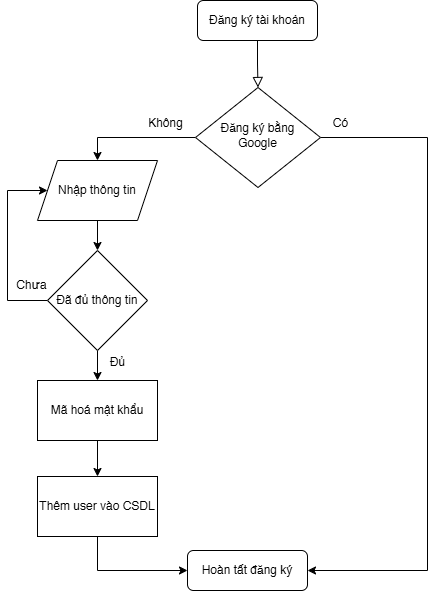 Đăng ký tài khoản
Đăng ký bằng
Google
Không
Có
Nhập thông tin
Chưa
Đã đủ thông tin
Đủ
Mã hoá mật khẩu
Thêm user vào CSDL
Hoàn tất đăng ký